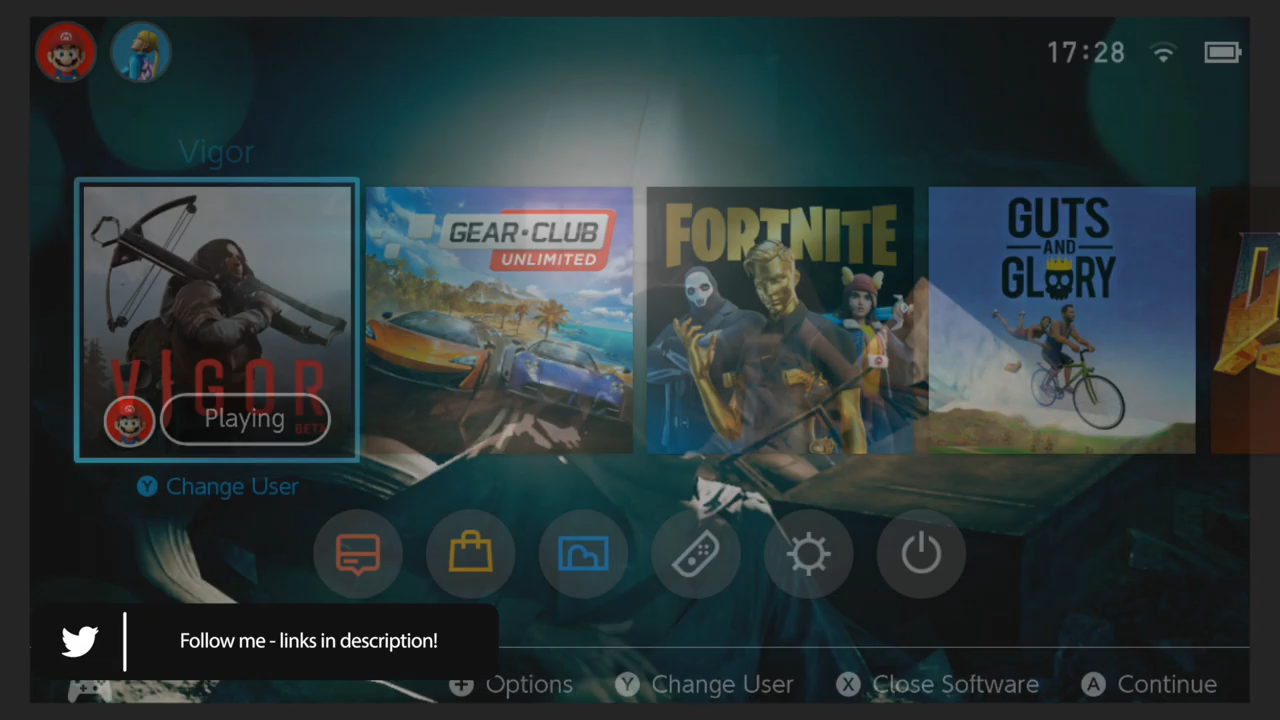 17:28
Vigor
VIGOR
BETA
Playing
GEAR·CLUB
UNLIMITED
FORTNITE
GUTS
AND
GLORY
Y Change User
Follow me - links in description!
+ Options
Y Change User
X Close Software
A Continue